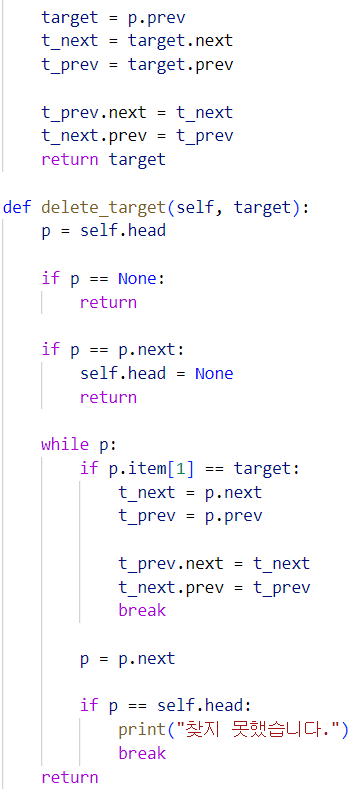 target = p.prev
t_next = target.next
t_prev = target.prev
t_prev.next = t_next
t_next.prev = t_prev
return target
def delete_target(self, target):
p = self.head
if p == None:
return
if p == p.next:
self.head = None
return
while p:
if p.item[1] == target:
t_next = p.next
t_prev = p.prev
t_prev.next = t_next
t_next.prev = t_prev
break
p = p.next
if p == self.head:
print("찾지 못했습니다.")
break
return